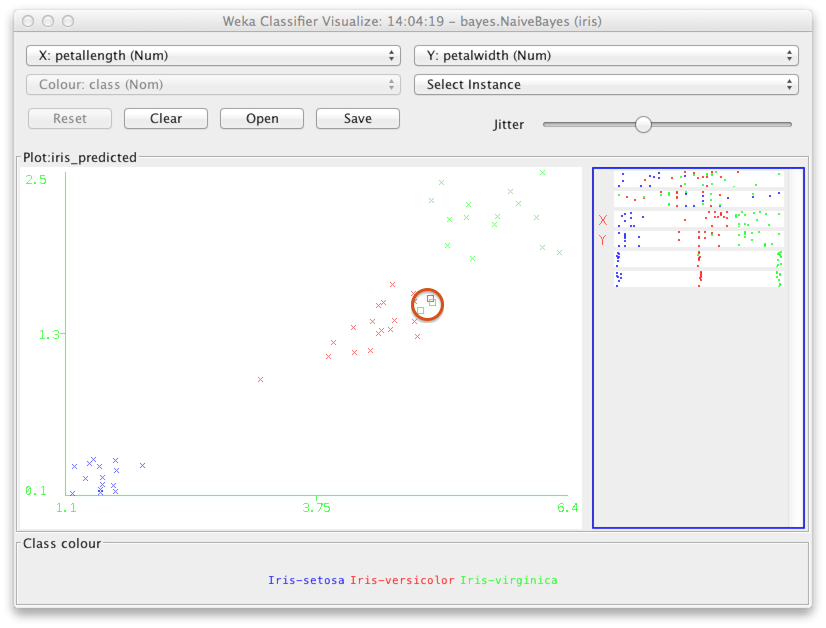 Weka Classifier Visualize: 14:04:19 - bayes.NaiveBayes (iris)
X: petallength (Num) Y: petalwidth (Num)
Colour: class (Nom) Select Instance
Reset Clear Open Save Jitter
Plot:iris_predicted
2.5
X
Y
1.3
0.1
1.1 3.75 6.4
Class colour
Iris-setosa Iris-versicolor Iris-virginica